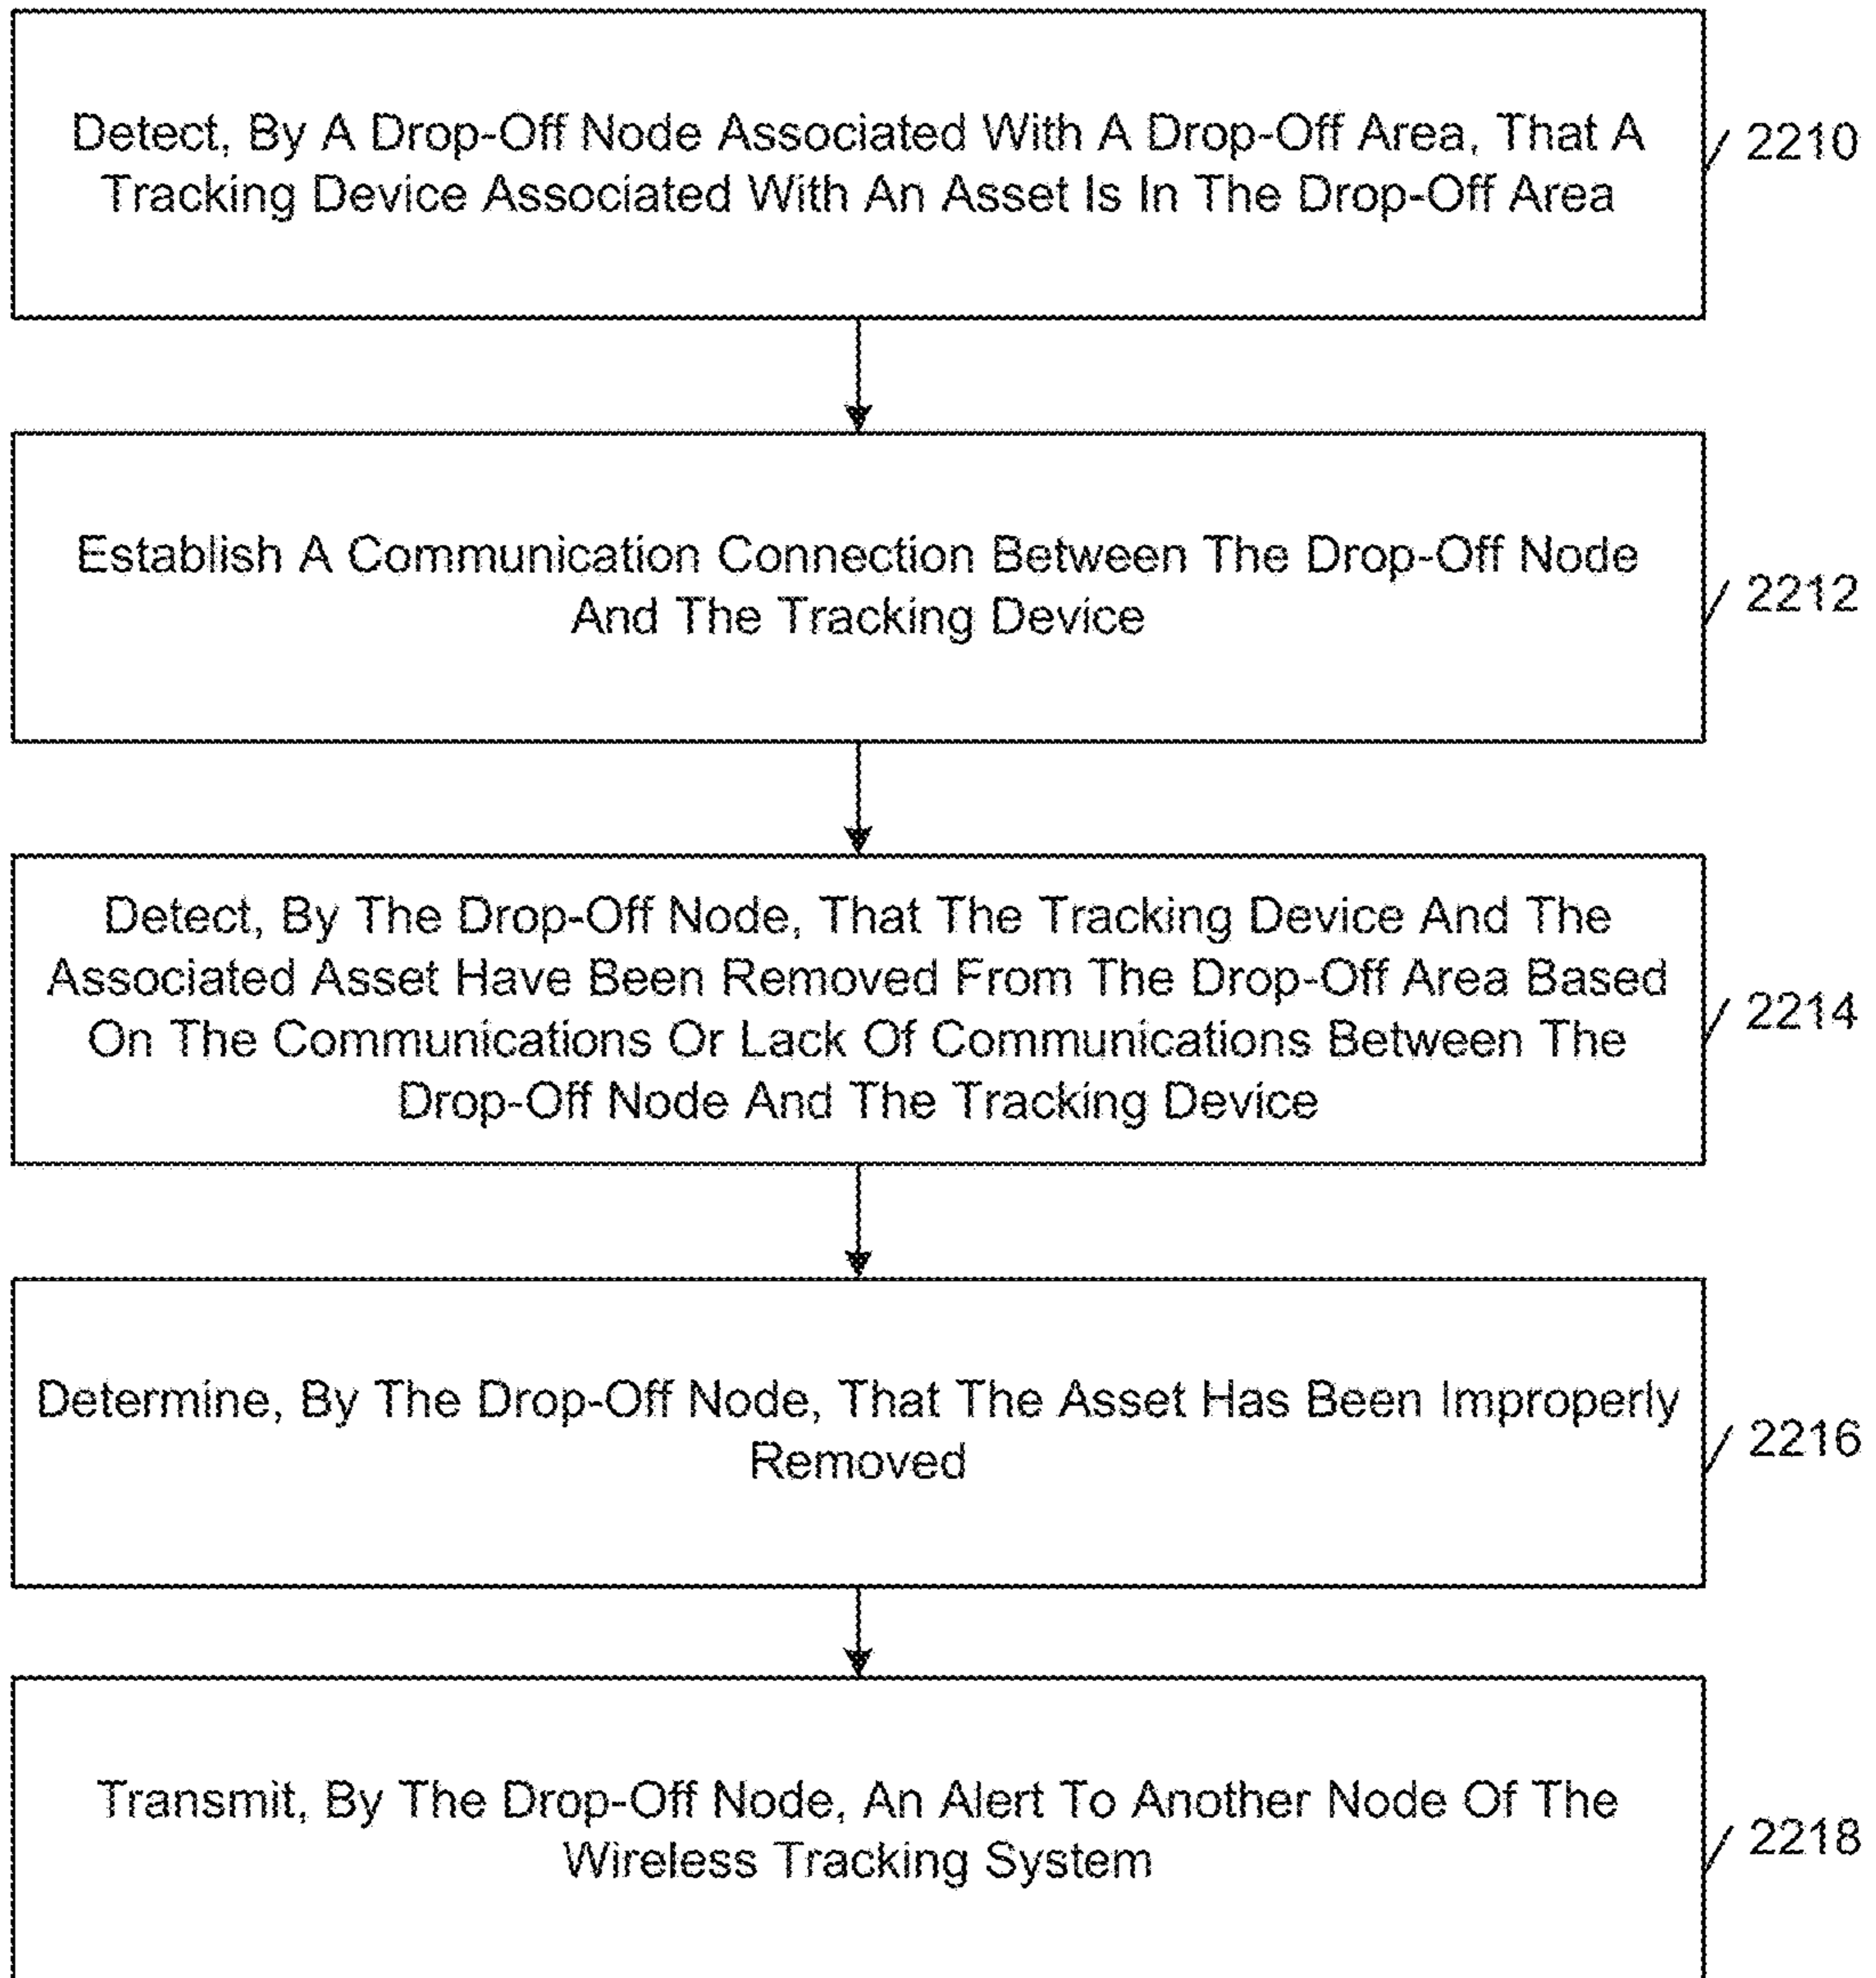 Detect, By A Drop-Off Node Associated With A Drop-Off Area, That A
Tracking Device Associated With An Asset Is In The Drop-Off Area
2210
Establish A Communication Connection Between The Drop-Off Node
And The Tracking Device
2212
Detect, By The Drop-Off Node, That The Tracking Device And The
Associated Asset Have Been Removed From The Drop-Off Area Based
On The Communications Or Lack Of Communications Between The
Drop-Off Node And The Tracking Device
2214
Determine, By The Drop-Off Node, That The Asset Has Been Improperly
Removed
2216
Transmit, By The Drop-Off Node, An Alert To Another Node Of The
Wireless Tracking System
2218